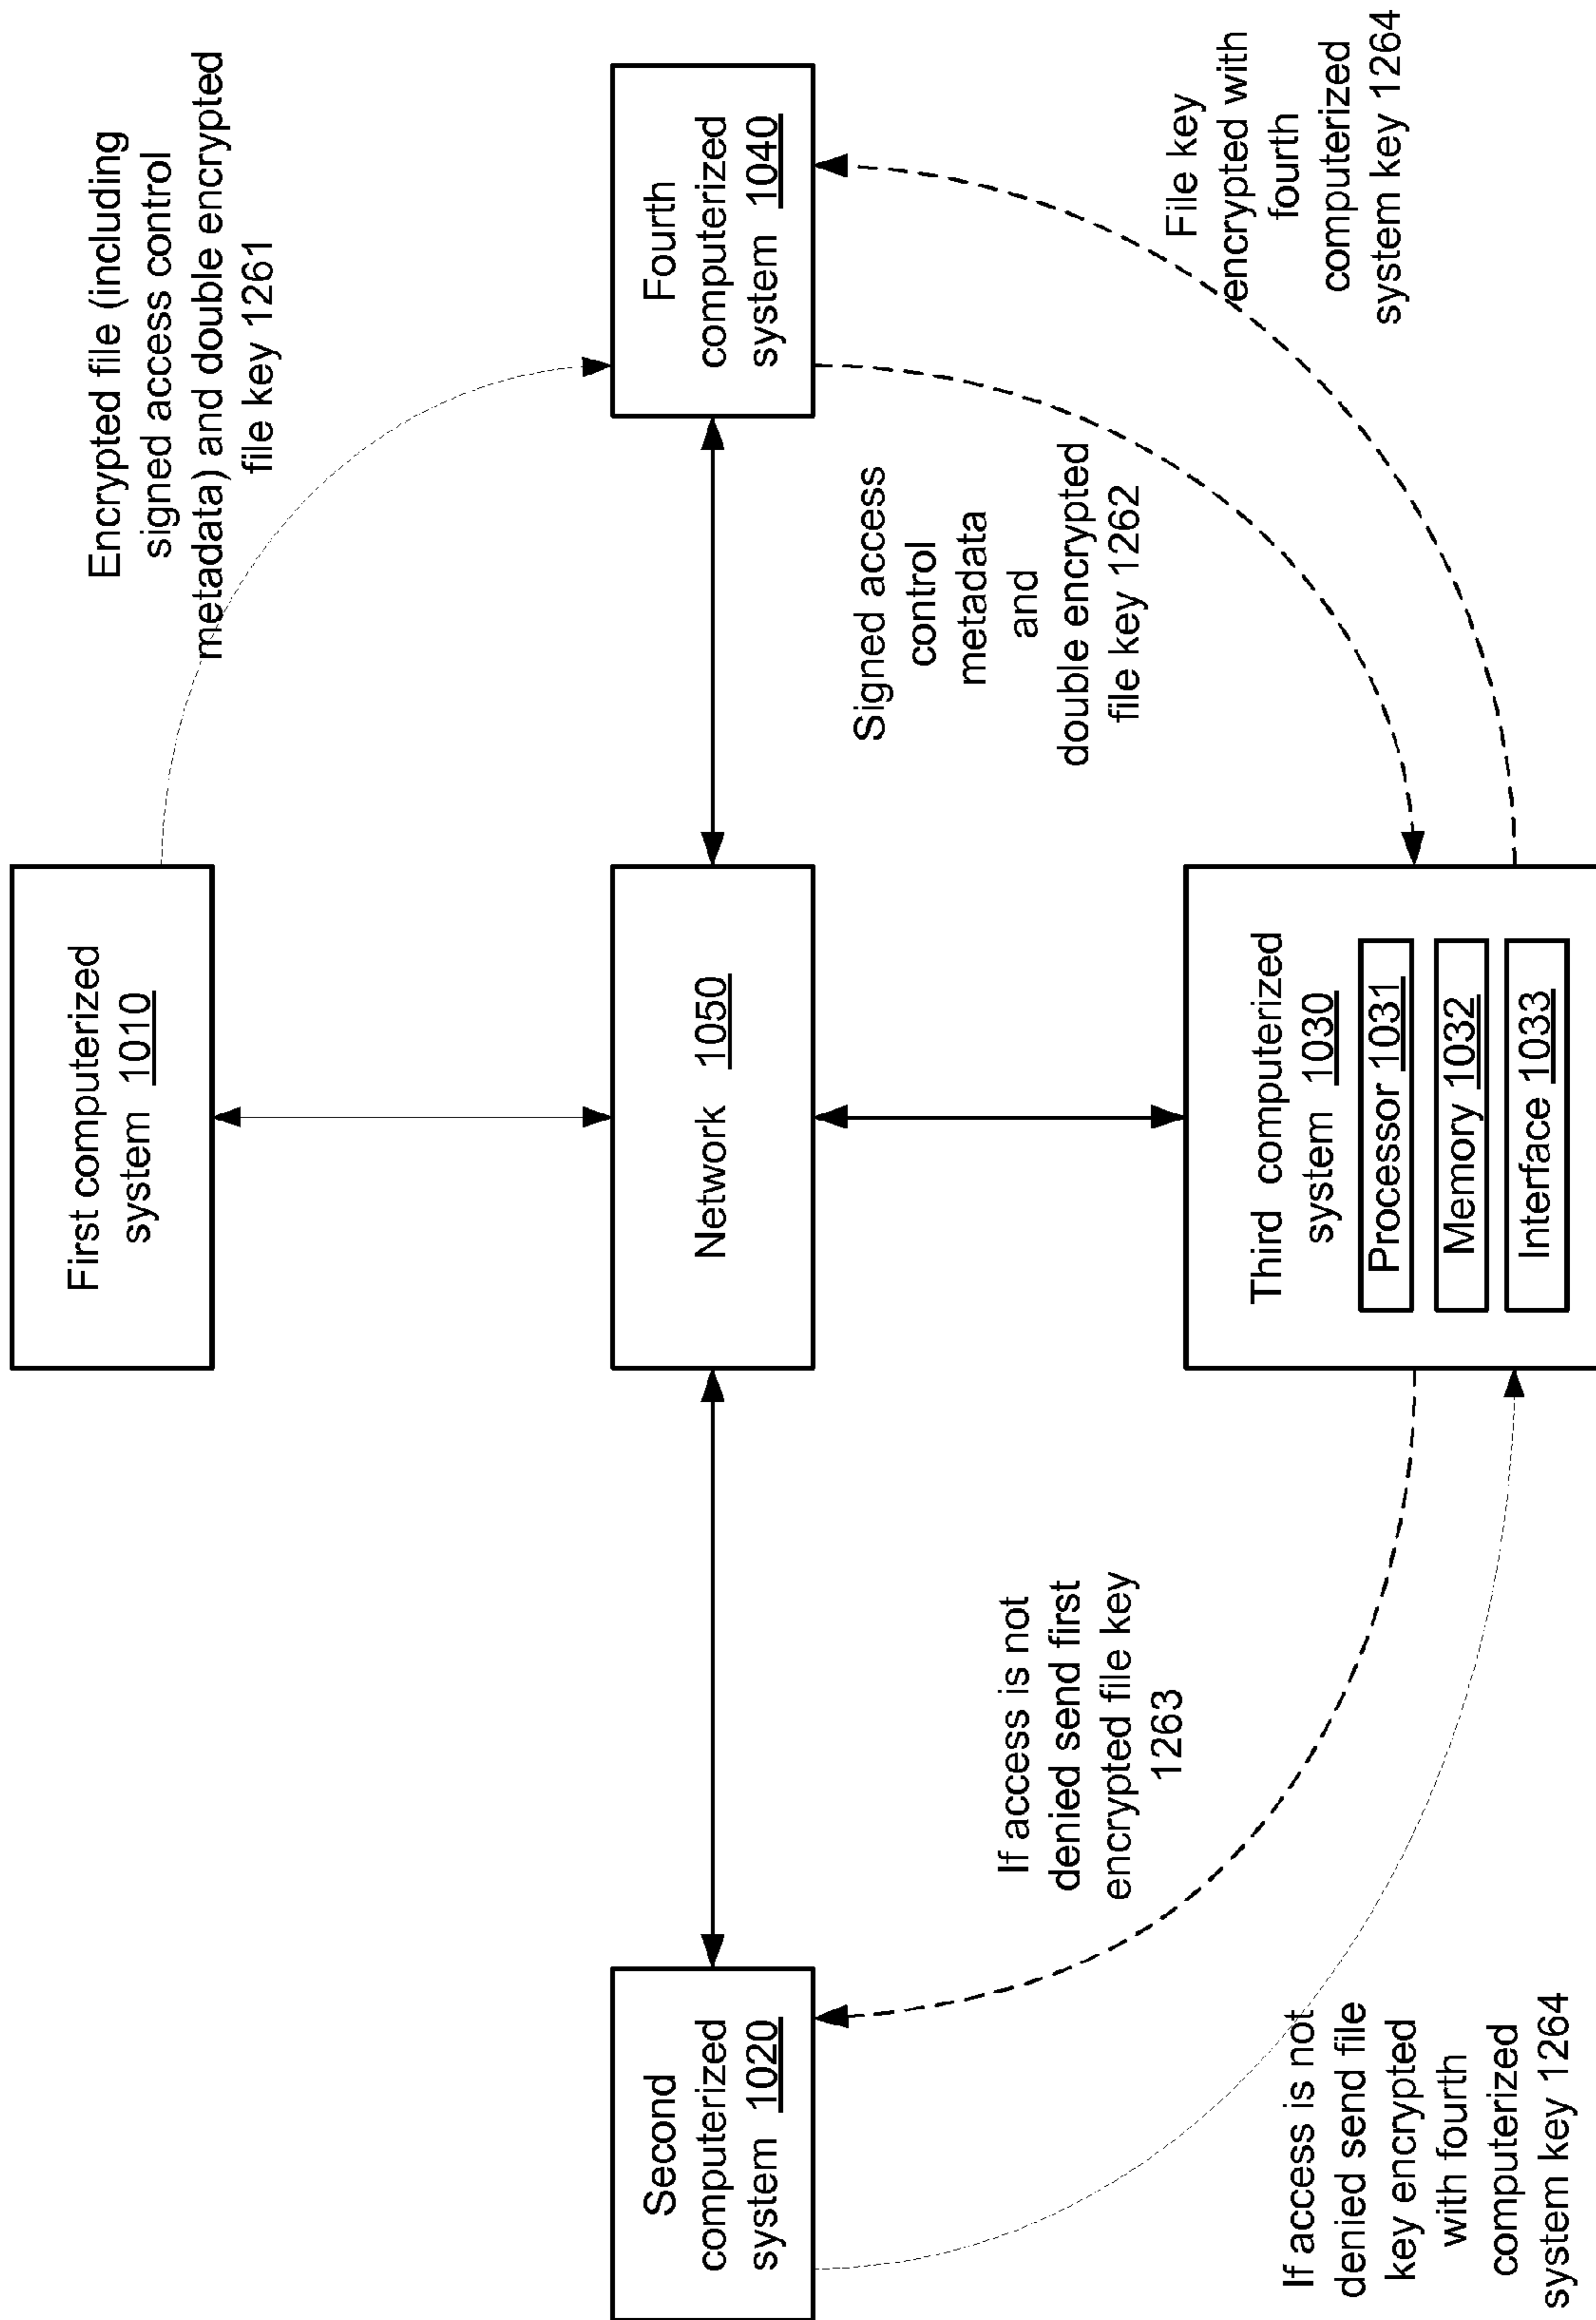 First computerized
system 1010
Encrypted file (including
signed access control
metadata) and double encrypted
file key 1261
Second
computerized
system 1020
Network 1050
Fourth
computerized
system 1040
Signed access
control
metadata
and
double encrypted
file key 1262
If access is not
denied send first
encrypted file key
1263
File key
encrypted with
fourth
computerized
system key 1264
Third computerized
system 1030
Processor 1031
Memory 1032
Interface 1033
If access is not
denied send file
key encrypted
with fourth
computerized
system key 1264